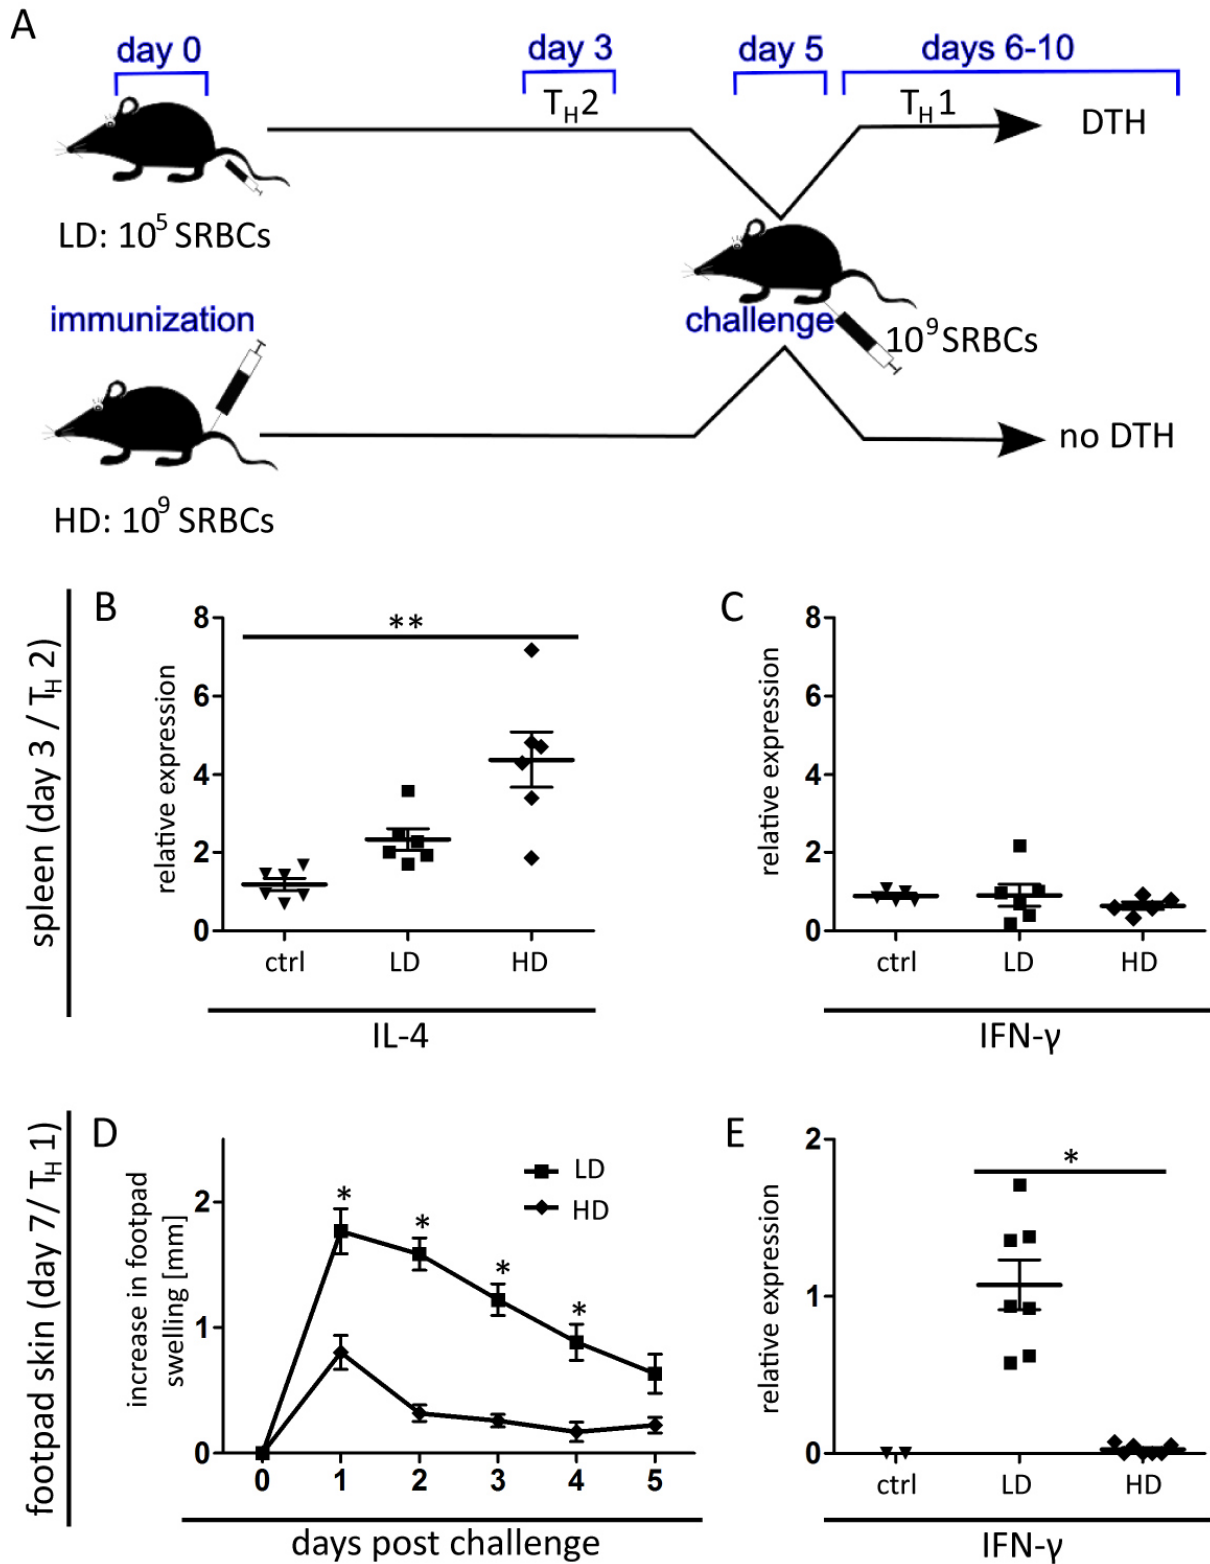 A
day 0
day 3
day 5
days 6-10
T_H2
T_H1
DTH
LD: 10^5 SRBCs
immunization
challenge
10^9 SRBCs
no DTH
HD: 10^9 SRBCs
spleen (day 3 / T_H 2)
B
**
relative expression
8
6
4
2
0
ctrl
LD
HD
IL-4
C
relative expression
8
6
4
2
0
ctrl
LD
HD
IFN-γ
footpad skin (day 7/ T_H 1)
D
increase in footpad
swelling [mm]
2
1
0
LD
HD
*
*
*
*
0
1
2
3
4
5
days post challenge
E
*
relative expression
2
1
0
ctrl
LD
HD
IFN-γ